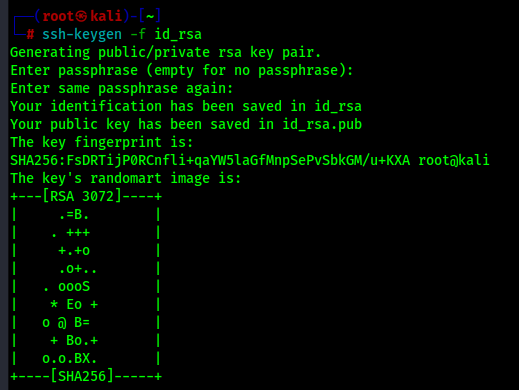 ┌──(root㉿kali)-[~]
└─# ssh-keygen -f id_rsa
Generating public/private rsa key pair.
Enter passphrase (empty for no passphrase):
Enter same passphrase again:
Your identification has been saved in id_rsa
Your public key has been saved in id_rsa.pub
The key fingerprint is:
SHA256:FsDRTijP0RCnfli+qaYW5laGfMnpSePvSbkGM/u+KXA root@kali
The key's randomart image is:
+---[RSA 3072]----+
|     .=B.        |
|    . +++        |
|     +.+o        |
|     .o+..       |
|   . oooS        |
|    * Eo +       |
|   o @ B=        |
|    + Bo.+       |
|   o.o.BX.       |
+----[SHA256]-----+